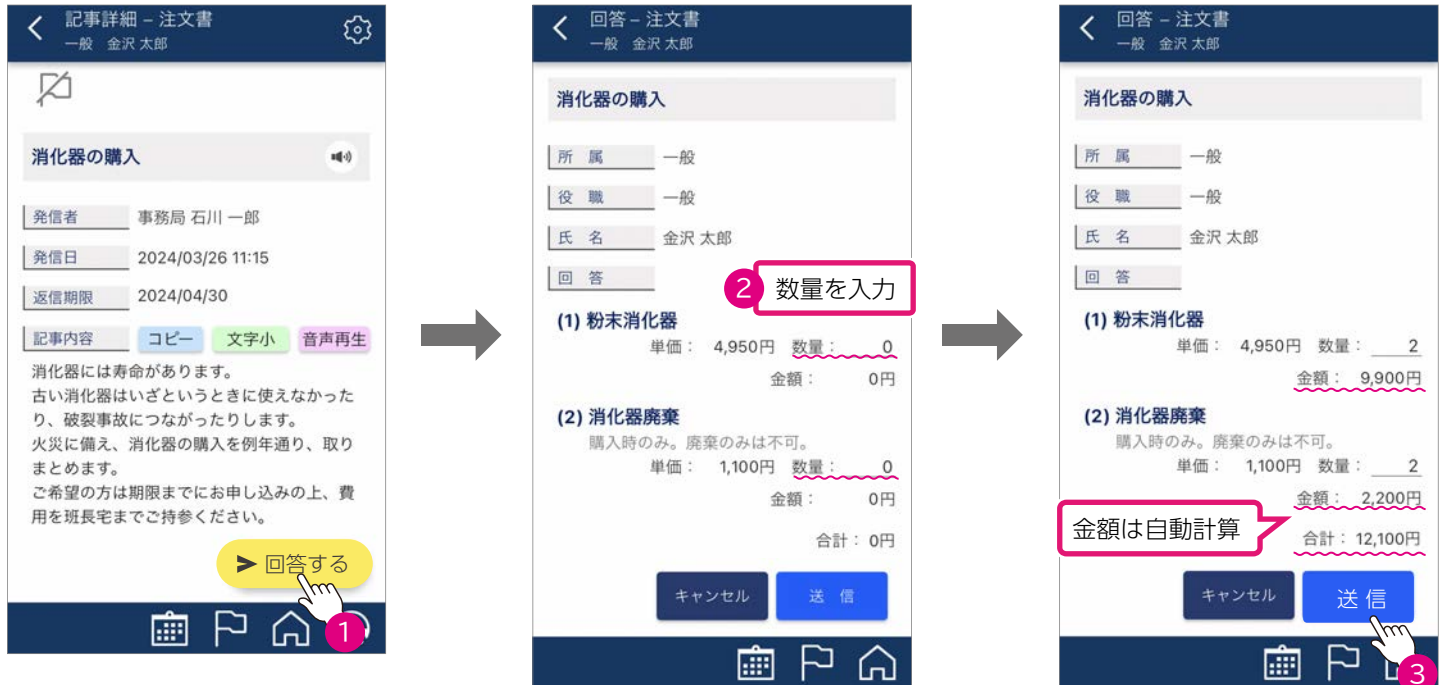 記事詳細 – 注文書
一般 金沢 太郎
消化器の購入
発信者 事務局 石川 一郎
発信日 2024/03/26 11:15
返信期限 2024/04/30
記事内容 コピー 文字小 音声再生
消化器には寿命があります。
古い消化器はいざというときに使えなかった
り、破裂事故につながったりします。
火災に備え、消化器の購入を例年通り、取り
まとめます。
ご希望の方は期限までにお申し込みの上、費
用を班長宅までご持参ください。
回答する
1
回答 – 注文書
一般 金沢 太郎
消化器の購入
所 属 一般
役 職 一般
氏 名 金沢 太郎
回 答
2 数量を入力
(1) 粉末消化器
単価： 4,950円 数量： 0
金額： 0円
(2) 消化器廃棄
購入時のみ。廃棄のみは不可。
単価： 1,100円 数量： 0
金額： 0円
合計： 0円
キャンセル 送 信
回答 – 注文書
一般 金沢 太郎
消化器の購入
所 属 一般
役 職 一般
氏 名 金沢 太郎
回 答
(1) 粉末消化器
単価： 4,950円 数量： 2
金額： 9,900円
(2) 消化器廃棄
購入時のみ。廃棄のみは不可。
単価： 1,100円 数量： 2
金額： 2,200円
金額は自動計算
合計： 12,100円
キャンセル 送 信
3